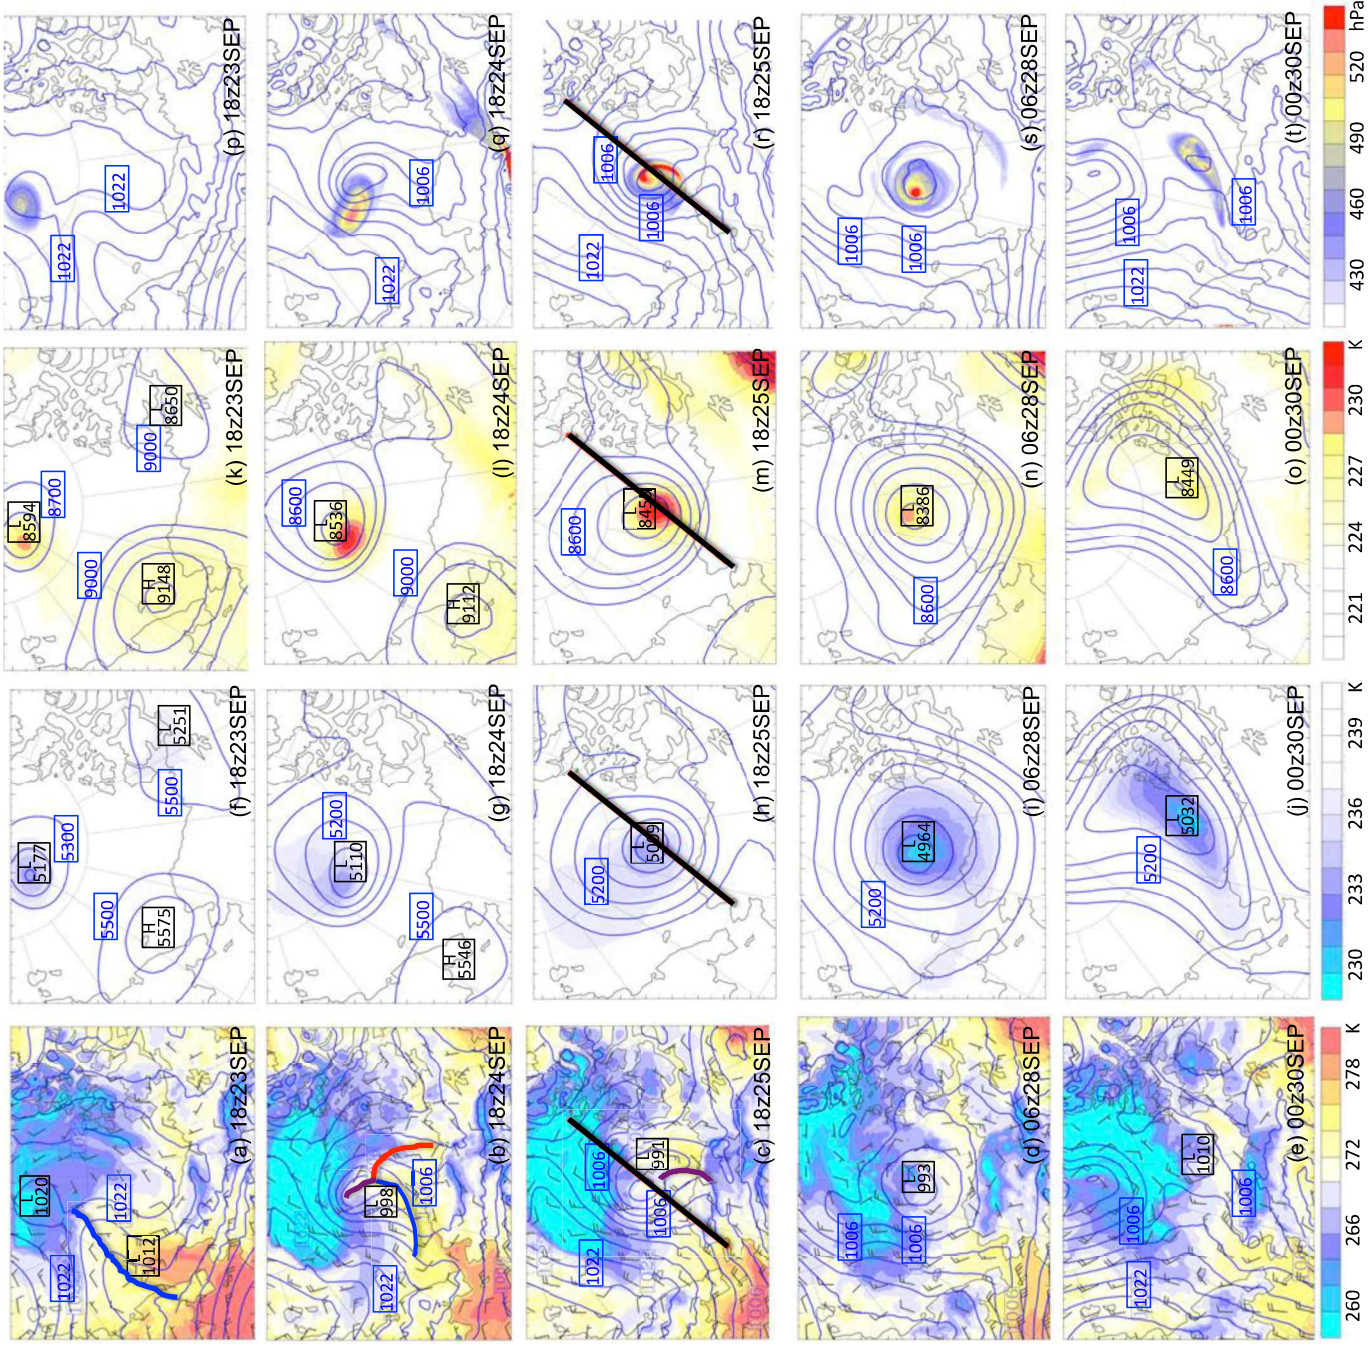 L
1020
1022
1022
L
1012
(a) 18z23SEP
L
5177
5300
5500
H
5575
L
5251
5500
(f) 18z23SEP
L
8594
8700
9000
H
9148
9000
L
8650
(k) 18z23SEP
1022
1022
(p) 18z23SEP
L
998
1022
1006
(b) 18z24SEP
5200
L
5110
5500
H
5546
(g) 18z24SEP
8600
L
8536
9000
H
9112
(l) 18z24SEP
1022
1006
(q) 18z24SEP
1022
1006
L
991
1006
(c) 18z25SEP
5200
L
(h) 18z25SEP
8600
L
(m) 18z25SEP
1022
1006
1006
(r) 18z25SEP
1006
1006
L
993
(d) 06z28SEP
5200
L
4964
(i) 06z28SEP
L
8386
8600
(n) 06z28SEP
1006
1006
(s) 06z28SEP
1022
1006
L
1010
1006
(e) 00z30SEP
5200
L
5032
(j) 00z30SEP
L
8449
8600
(o) 00z30SEP
1022
1006
1006
(t) 00z30SEP
260 266 272 278 K
230 233 236 239 K
221 224 227 230 K
430 460 490 520 hPa